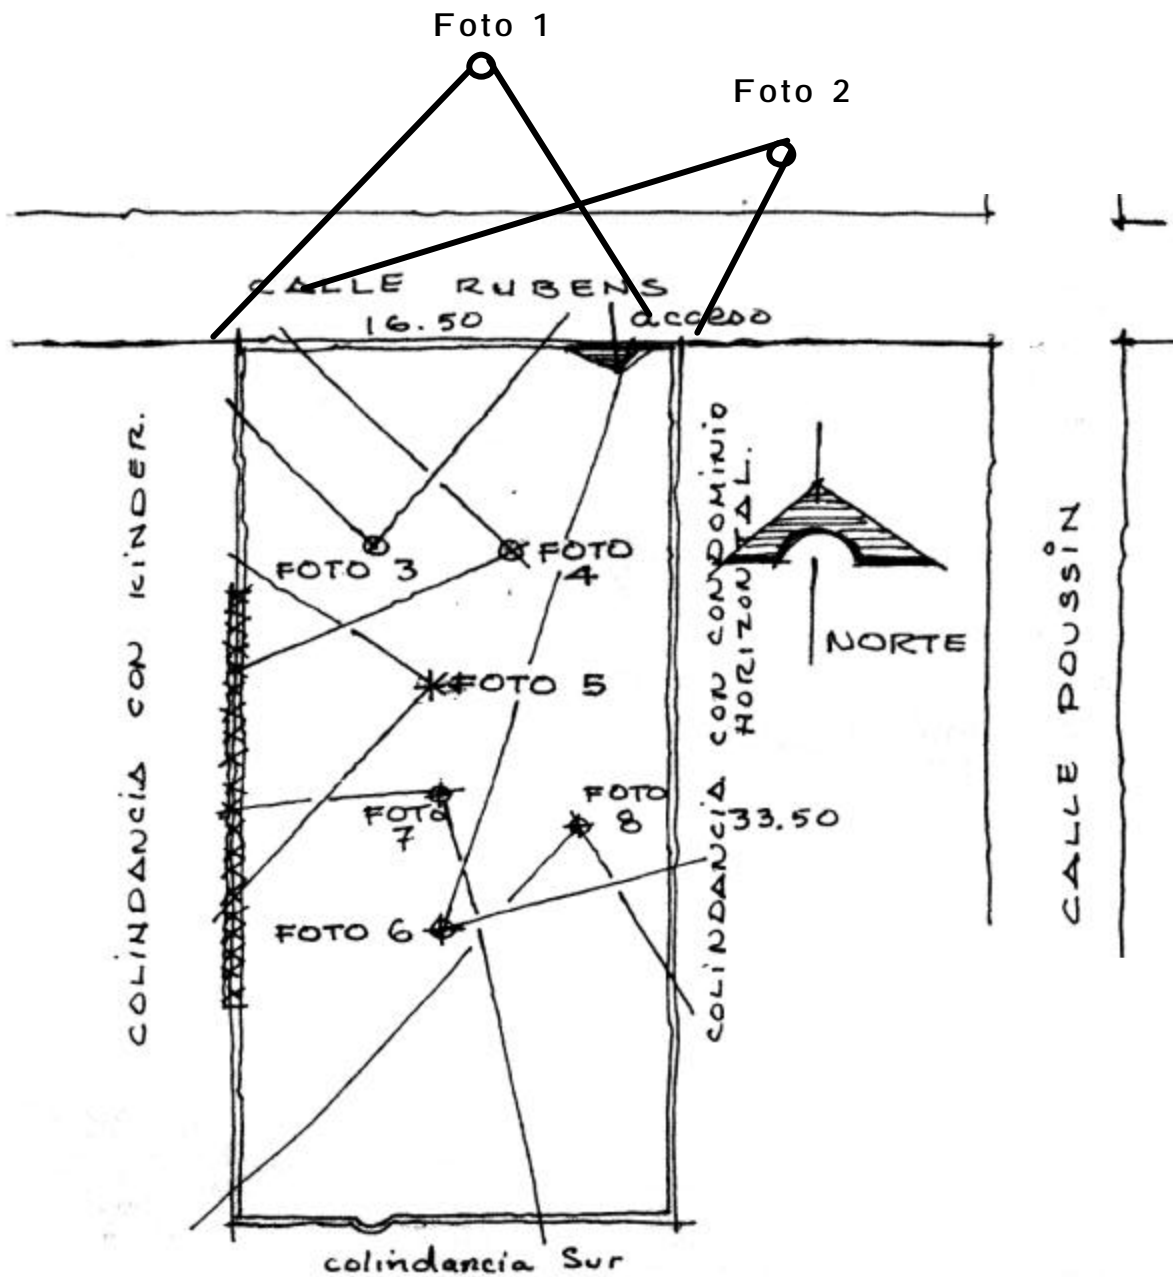 Foto 1
Foto 2
CALLE RUBENS
16.50
acceso
COLINDANCIA CON KINDER.
COLINDANCIA CON CONDOMINIO
HORIZONTAL.
CALLE POUSSIN
NORTE
FOTO 3
FOTO
4
FOTO 5
FOTO
7
FOTO
8
33.50
FOTO 6
colindancia Sur